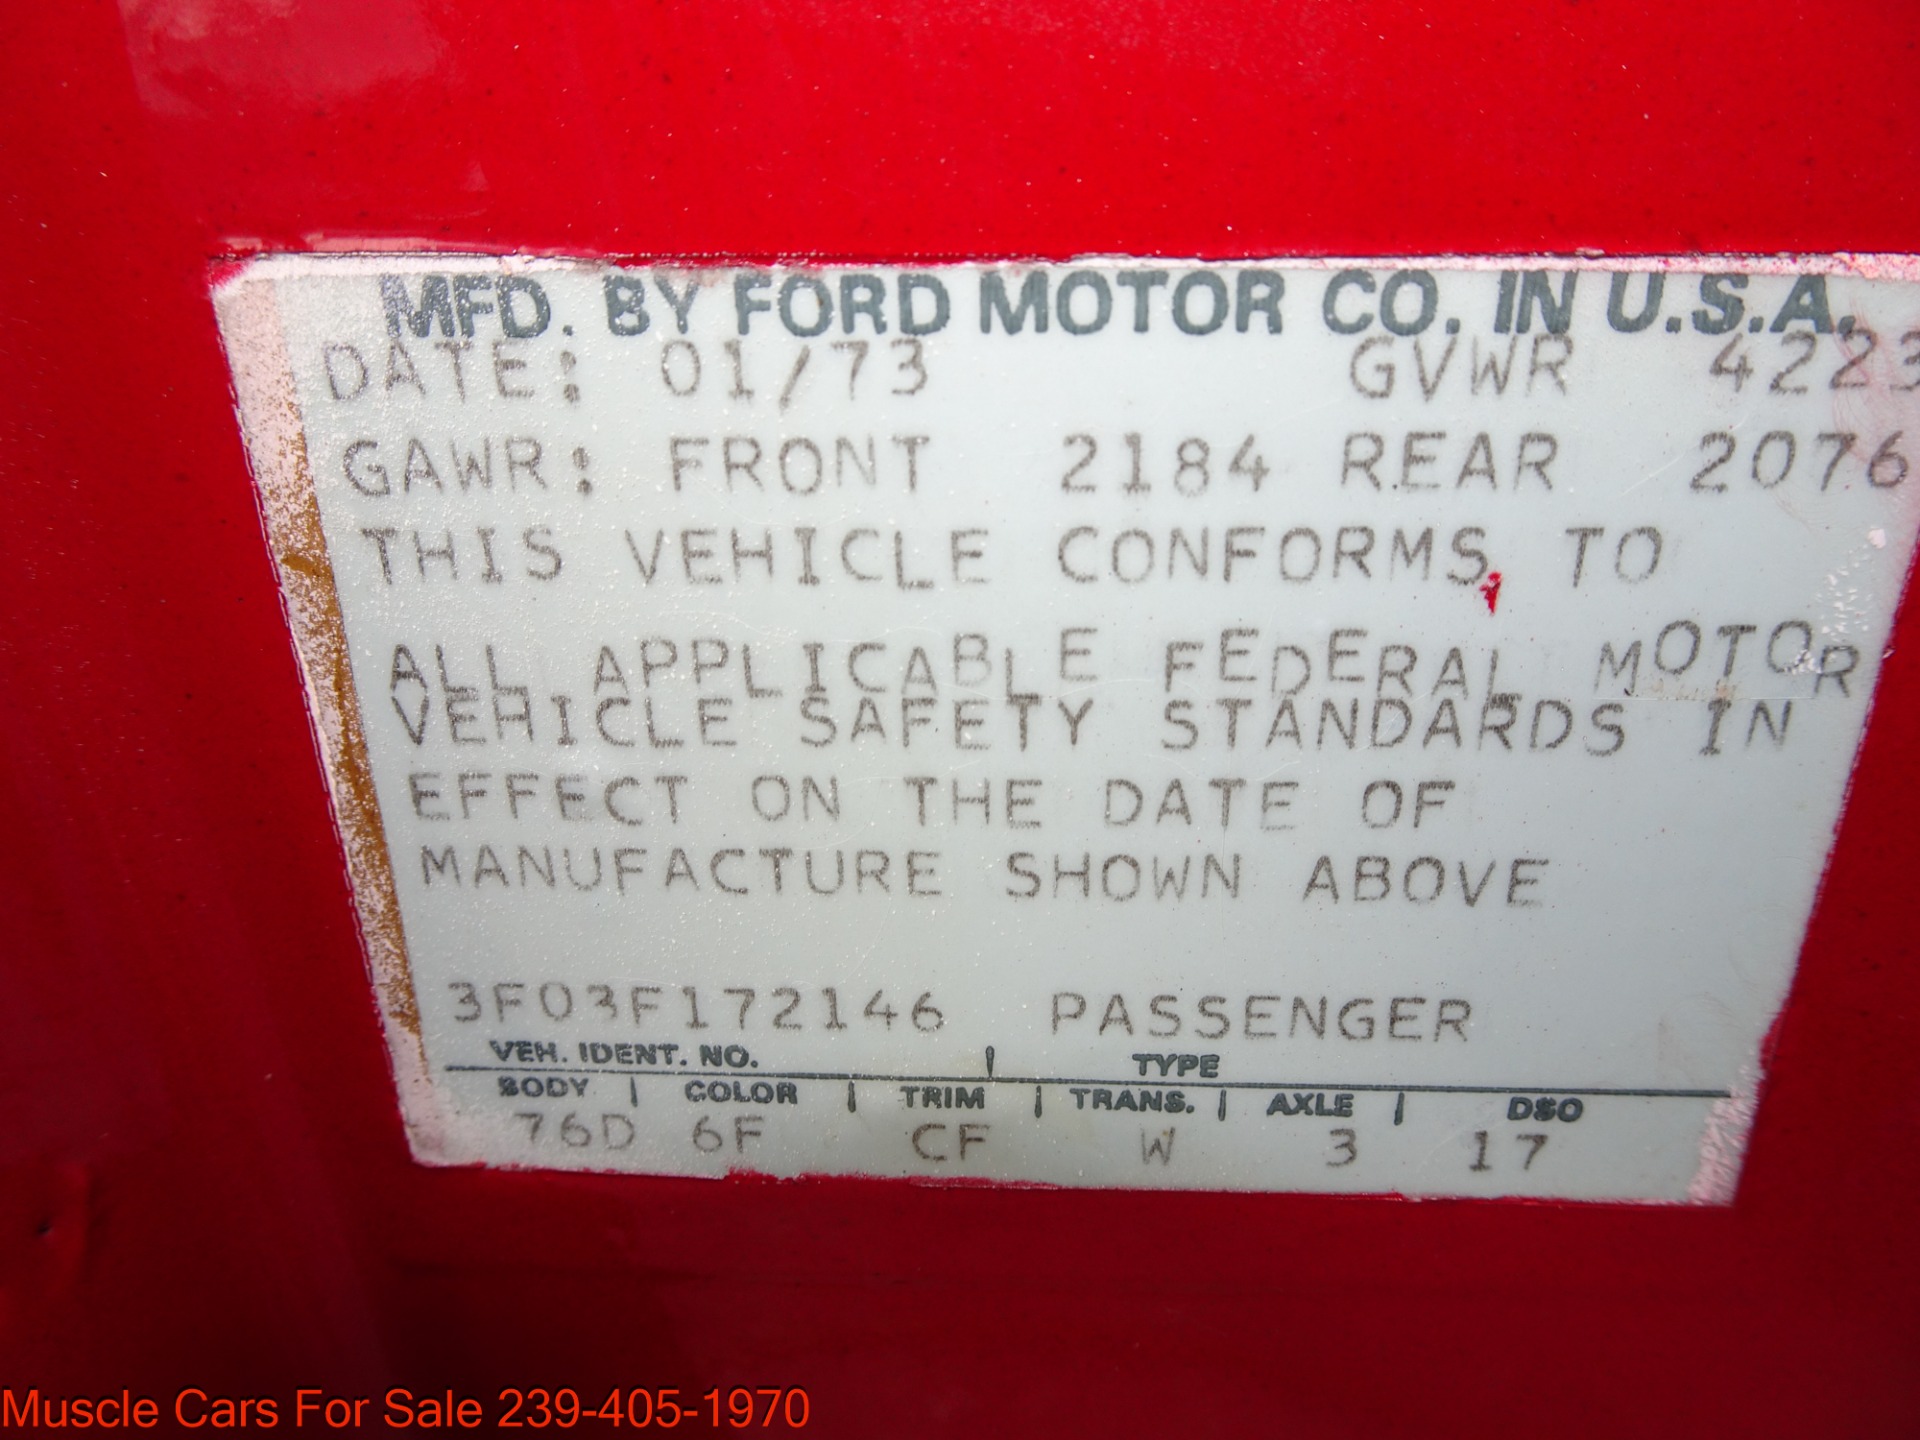 MFD. BY FORD MOTOR CO. IN U.S.A.
DATE: 01/73 GVWR 4223
GAWR: FRONT 2184 REAR 2076
THIS VEHICLE CONFORMS TO
ALL APPLICABLE FEDERAL MOTOR
VEHICLE SAFETY STANDARDS IN
EFFECT ON THE DATE OF
MANUFACTURE SHOWN ABOVE
3F03F172146 PASSENGER
VEH. IDENT. NO. | TYPE
BODY | COLOR | TRIM | TRANS. | AXLE | DSO
76D 6F CF W 3 17
Muscle Cars For Sale 239-405-1970